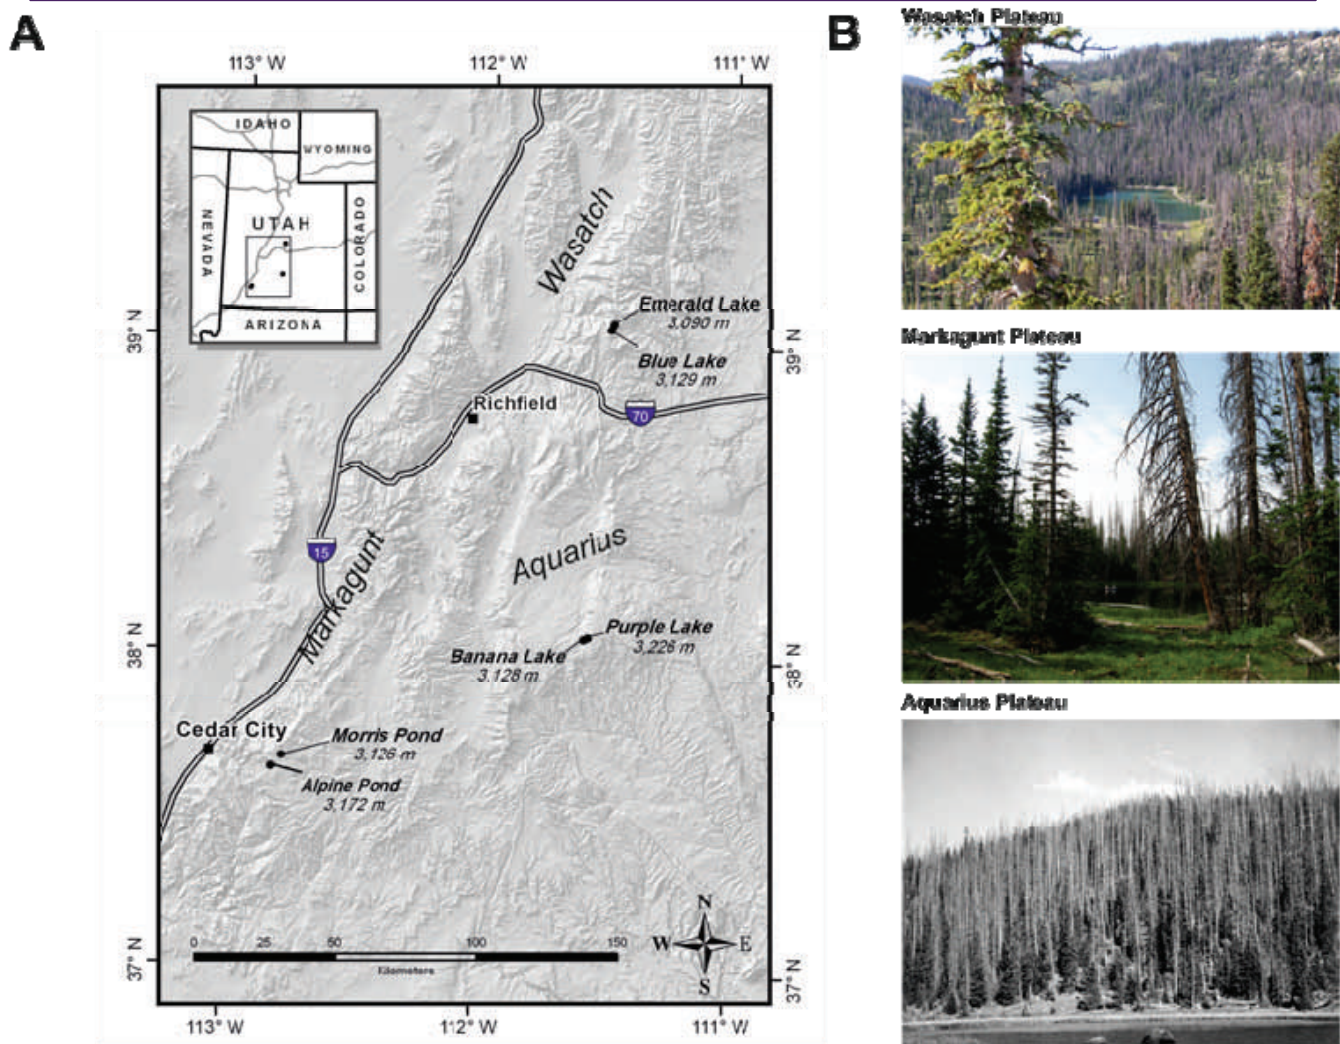 A
113° W
112° W
111° W
IDAHO
WYOMING
NEVADA
UTAH
COLORADO
ARIZONA
Wasatch
Emerald Lake
3,090 m
Blue Lake
3,129 m
39° N
39° N
Richfield
70
15
Markagunt
Aquarius
Purple Lake
3,226 m
Banana Lake
3,128 m
38° N
38° N
Cedar City
Morris Pond
3,126 m
Alpine Pond
3,172 m
N
W
E
S
0
25
50
100
150
Kilometers
37° N
37° N
113° W
112° W
111° W
B
Wasatch Plateau
Markagunt Plateau
Aquarius Plateau